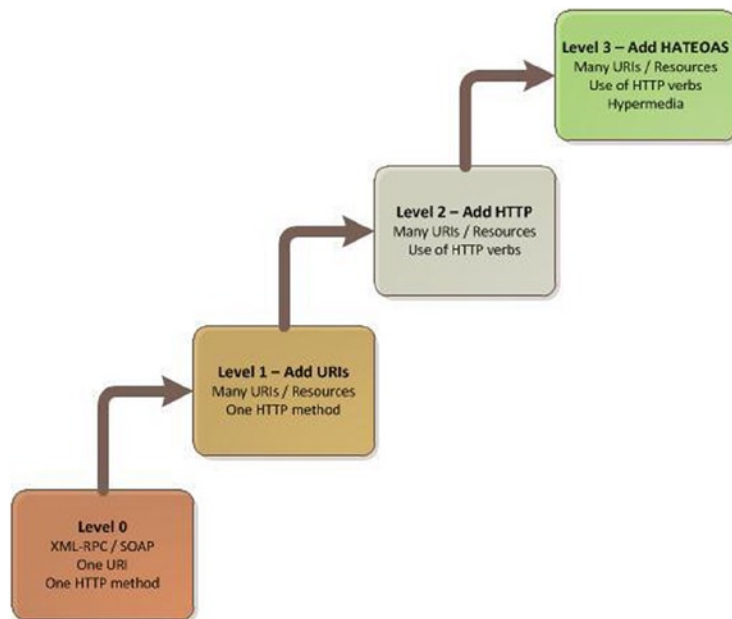 Level 3 – Add HATEOAS
Many URIs / Resources
Use of HTTP verbs
Hypermedia
Level 2 – Add HTTP
Many URIs / Resources
Use of HTTP verbs
Level 1 – Add URIs
Many URIs / Resources
One HTTP method
Level 0
XML-RPC / SOAP
One URI
One HTTP method